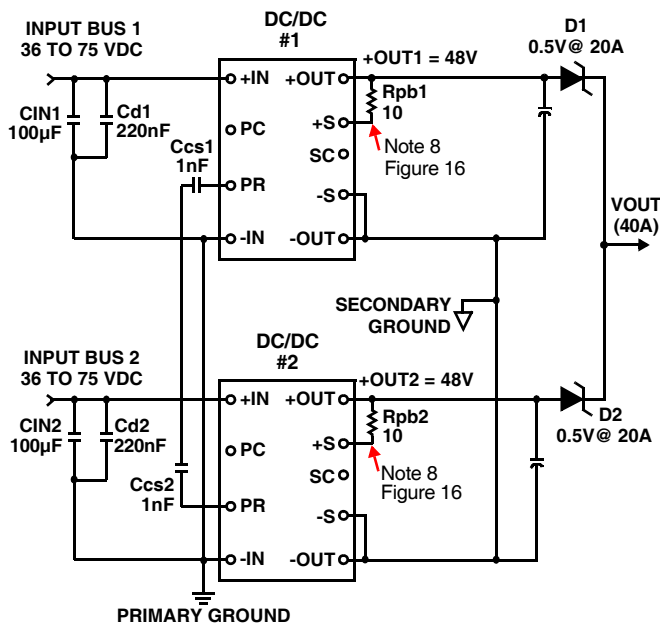 INPUT BUS 1
36 TO 75 VDC
DC/DC
#1
+OUT1 = 48V
D1
0.5V@ 20A
+IN
+OUT
CIN1
100µF
Cd1
220nF
Rpb1
10
PC
+S
Note 8
Figure 16
Ccs1
1nF
SC
PR
-S
VOUT
(40A)
-IN
-OUT
SECONDARY
GROUND
INPUT BUS 2
36 TO 75 VDC
DC/DC
#2
+OUT2 = 48V
+IN
+OUT
D2
0.5V@ 20A
CIN2
100µF
Cd2
220nF
Rpb2
10
PC
+S
Note 8
Figure 16
Ccs2
1nF
SC
PR
-S
-IN
-OUT
PRIMARY GROUND